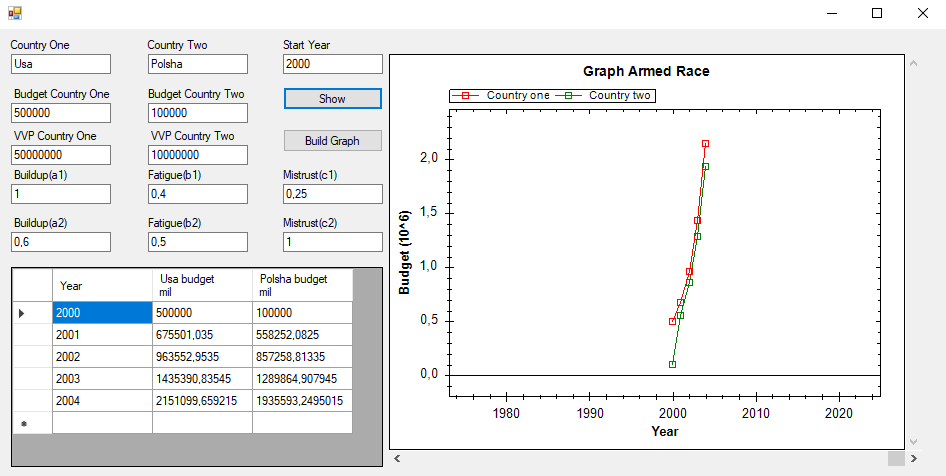 Country One Country Two Start Year
Usa Polsha 2000
Budget Country One Budget Country Two Show
500000 100000
VVP Country One VVP Country Two Build Graph
50000000 10000000
Buildup(a1) Fatigue(b1) Mistrust(c1)
1 0,4 0,25
Buildup(a2) Fatigue(b2) Mistrust(c2)
0,6 0,5 1
Year Usa budget mil Polsha budget mil
2000 500000 100000
2001 675501,035 558252,0825
2002 963552,9535 857258,81335
2003 1435390,83545 1289864,907945
2004 2151099,659215 1935593,2495015
Graph Armed Race
Country one Country two
Budget (10^6)
2,0
1,5
1,0
0,5
0,0
1980 1990 2000 2010 2020
Year